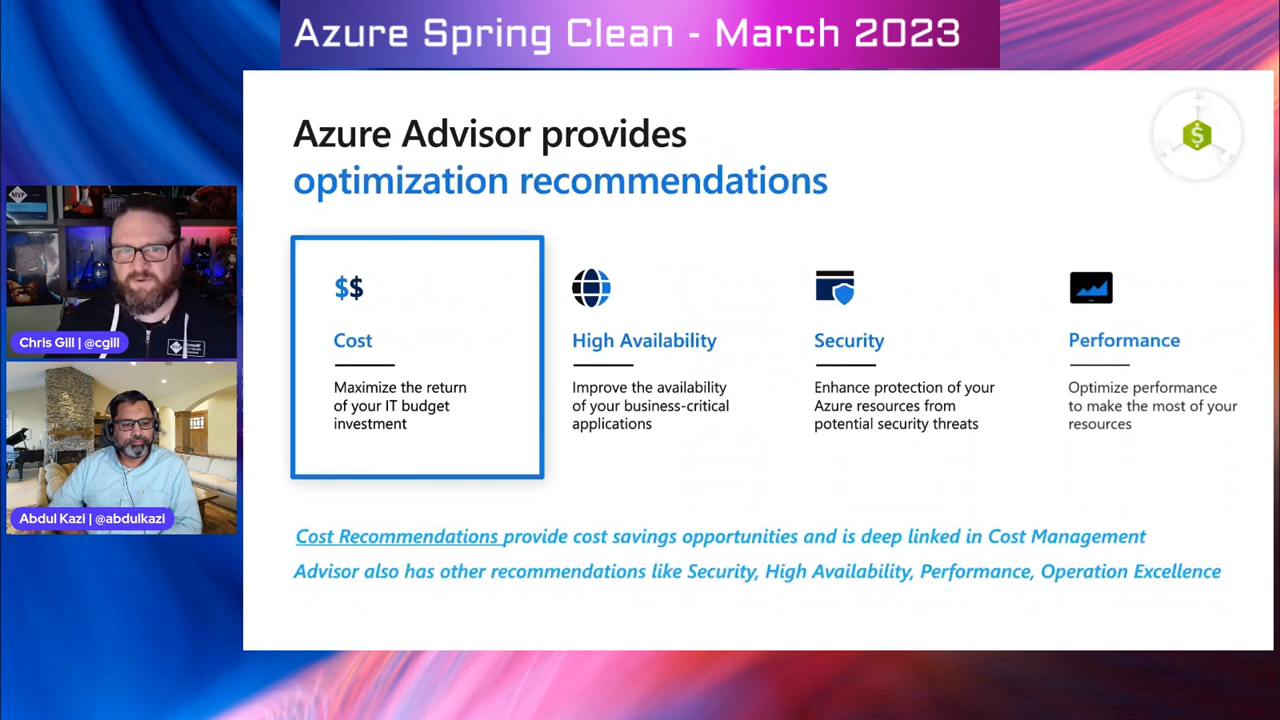 Azure Spring Clean - March 2023
Azure Advisor provides
optimization recommendations
$$
Cost
Maximize the return
of your IT budget
investment
High Availability
Improve the availability
of your business-critical
applications
Security
Enhance protection of your
Azure resources from
potential security threats
Performance
Optimize performance
to make the most of your
resources
Cost Recommendations provide cost savings opportunities and is deep linked in Cost Management
Advisor also has other recommendations like Security, High Availability, Performance, Operation Excellence
$
MVP
Chris Gill | @cgill
Abdul Kazi | @abdulkazi